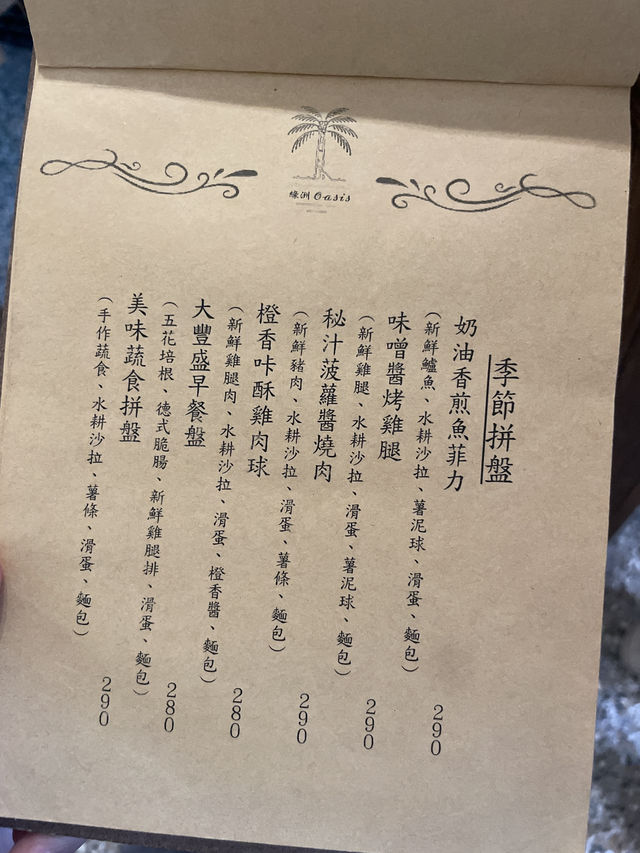 綠洲 Oasis
季節拼盤
奶油香煎魚菲力
(新鮮鱸魚、水耕沙拉、薯泥球、滑蛋、麵包) 290
味噌醬烤雞腿
(新鮮雞腿、水耕沙拉、滑蛋、薯泥球、麵包) 290
秘汁菠蘿醬燒肉
(新鮮豬肉、水耕沙拉、滑蛋、薯條、麵包) 290
橙香咔酥雞肉球
(新鮮雞腿肉、水耕沙拉、滑蛋、橙香醬、麵包) 280
大豐盛早餐盤
(五花培根、德式脆腸、新鮮雞腿排、滑蛋、麵包) 280
美味蔬食拼盤
(手作蔬食、水耕沙拉、薯條、滑蛋、麵包) 290